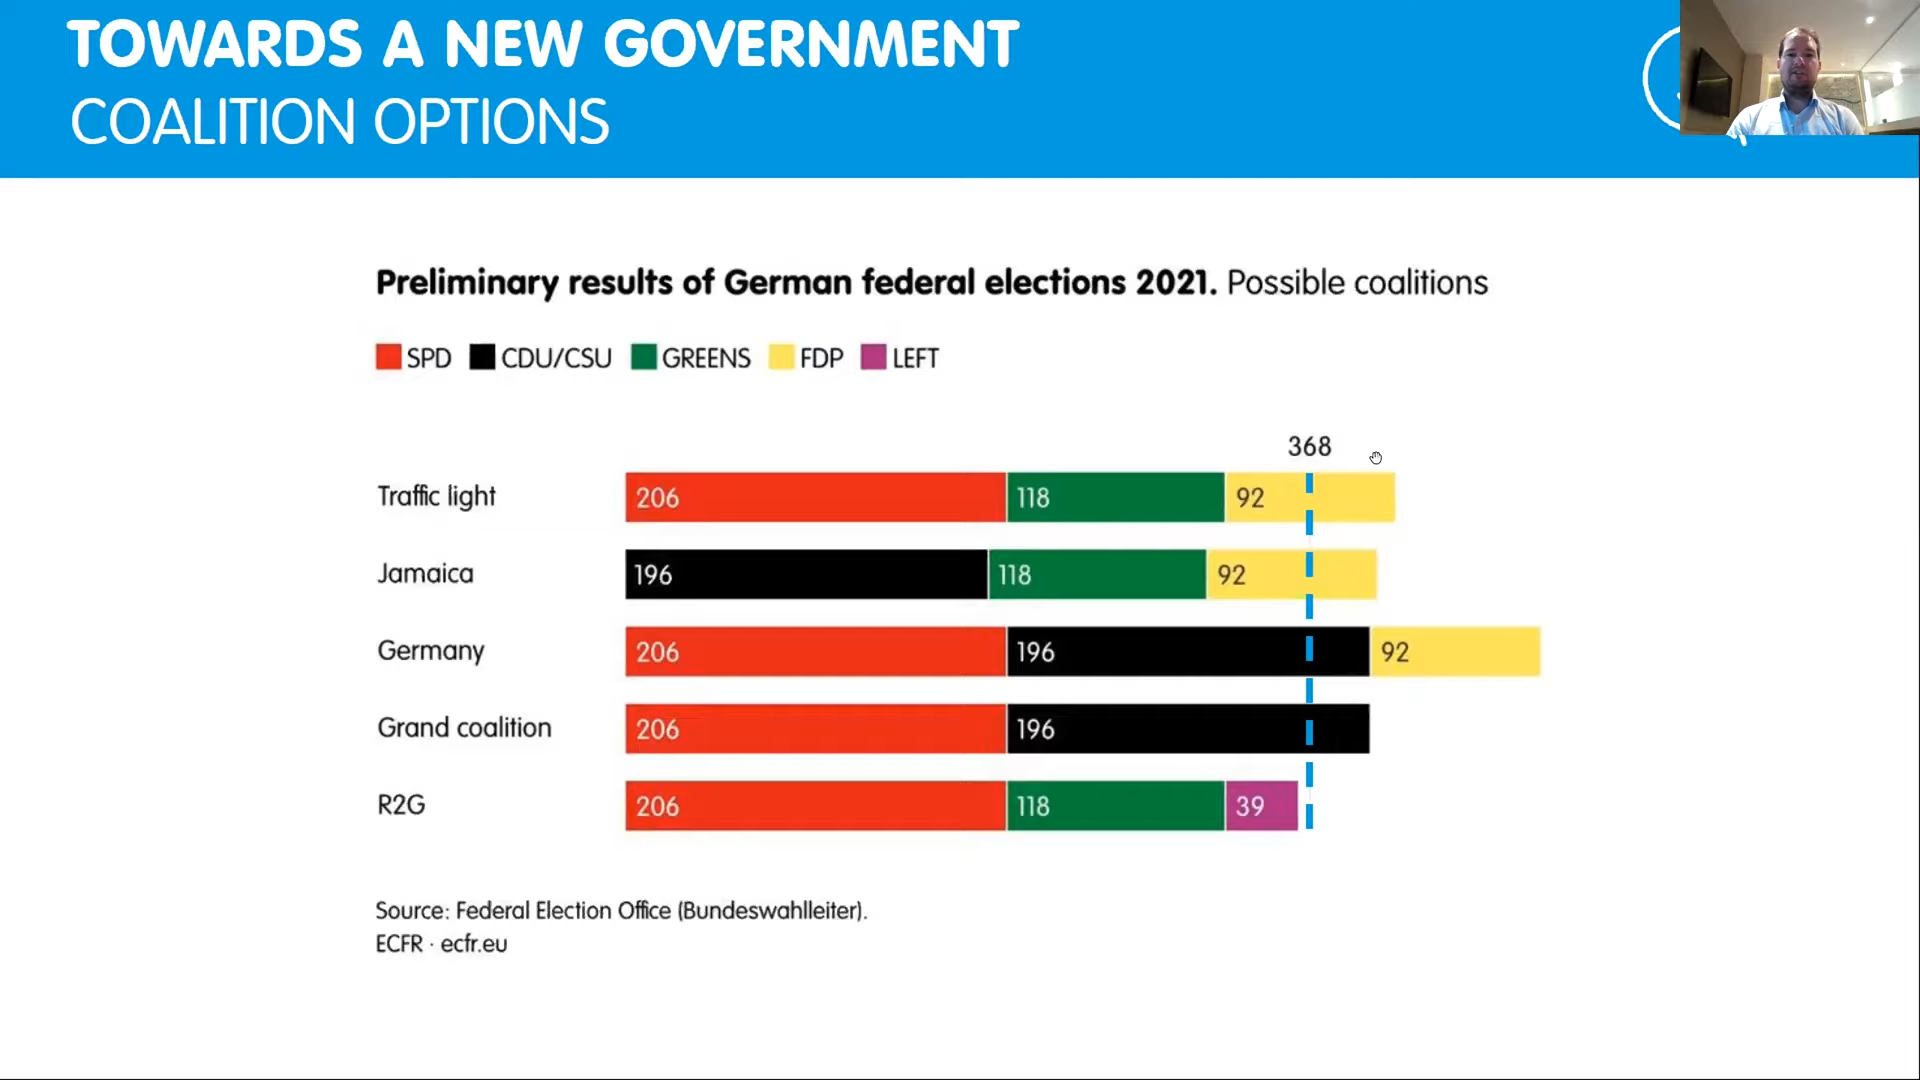 TOWARDS A NEW GOVERNMENT
COALITION OPTIONS
Preliminary results of German federal elections 2021. Possible coalitions
SPD CDU/CSU GREENS FDP LEFT
368
Traffic light 206 118 92
Jamaica 196 118 92
Germany 206 196 92
Grand coalition 206 196
R2G 206 118 39
Source: Federal Election Office (Bundeswahlleiter).
ECFR · ecfr.eu